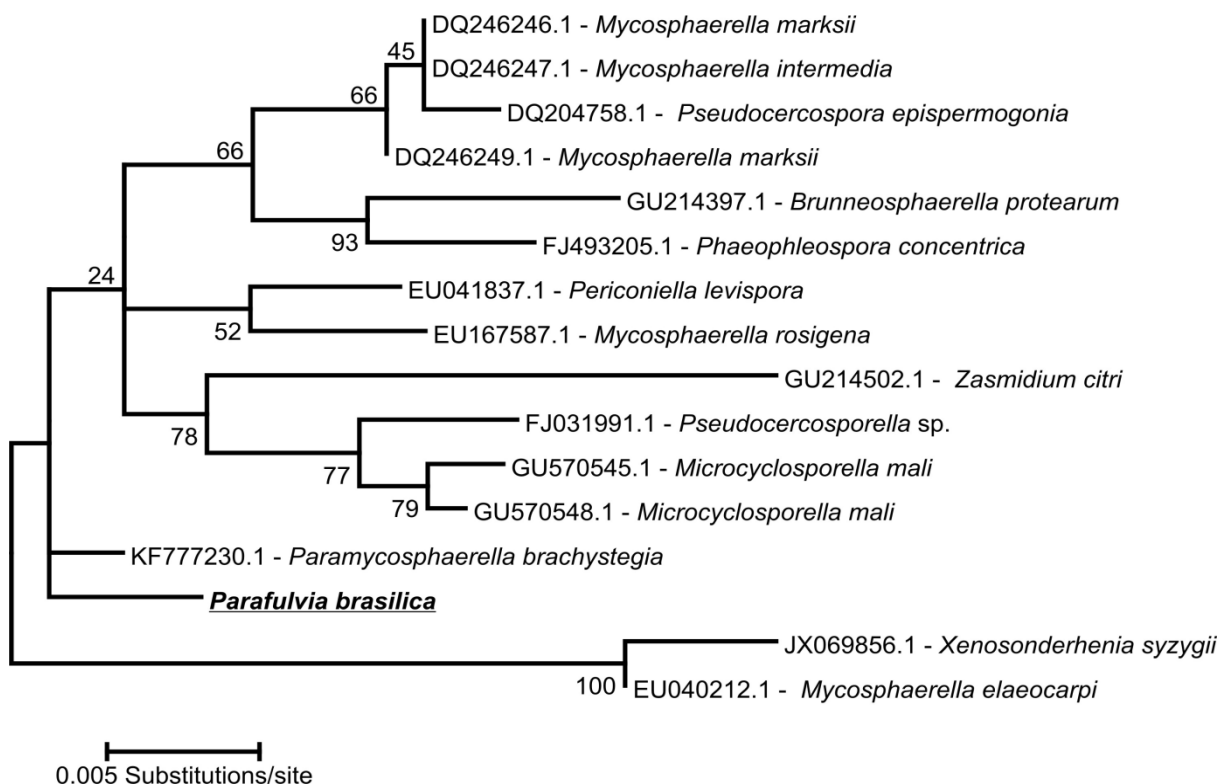 DQ246246.1 - Mycosphaerella marksii
45
DQ246247.1 - Mycosphaerella intermedia
66
DQ204758.1 - Pseudocercospora epispermogonia
66
DQ246249.1 - Mycosphaerella marksii
GU214397.1 - Brunneosphaerella protearum
93
FJ493205.1 - Phaeophleospora concentrica
24
EU041837.1 - Periconiella levispora
52
EU167587.1 - Mycosphaerella rosigena
GU214502.1 - Zasmidium citri
78
FJ031991.1 - Pseudocercosporella sp.
77
GU570545.1 - Microcyclosporella mali
79
GU570548.1 - Microcyclosporella mali
KF777230.1 - Paramycosphaerella brachystegia
Parafulvia brasilica
JX069856.1 - Xenosonderhenia syzygii
100
EU040212.1 - Mycosphaerella elaeocarpi
0.005 Substitutions/site